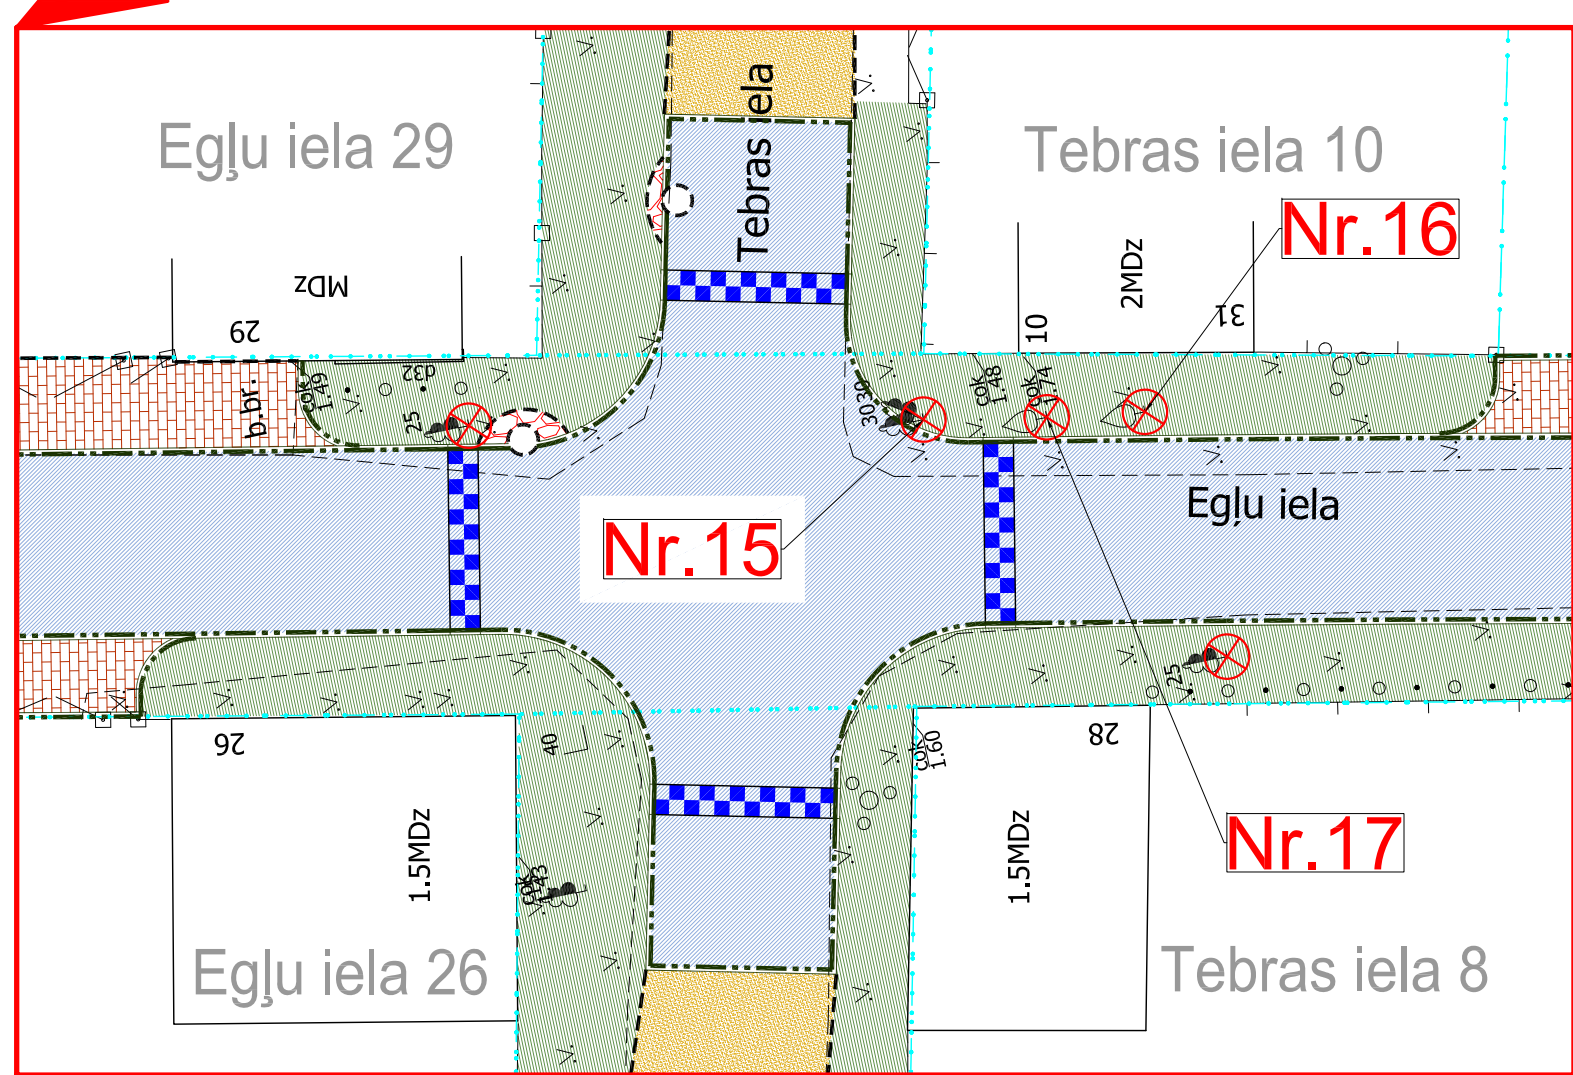 Tebras iela
Egļu iela 29
Tebras iela 10
Nr.16
MDz
2MDz
29
10
31
d32
cok
1.49
b.br.
25
3030
cok
1.48
cok
1.74
Egļu iela
Nr.15
25
26
40
28
cok
1.60
1.5MDz
1.5MDz
Nr.17
cok
Egļu iela 26
Tebras iela 8